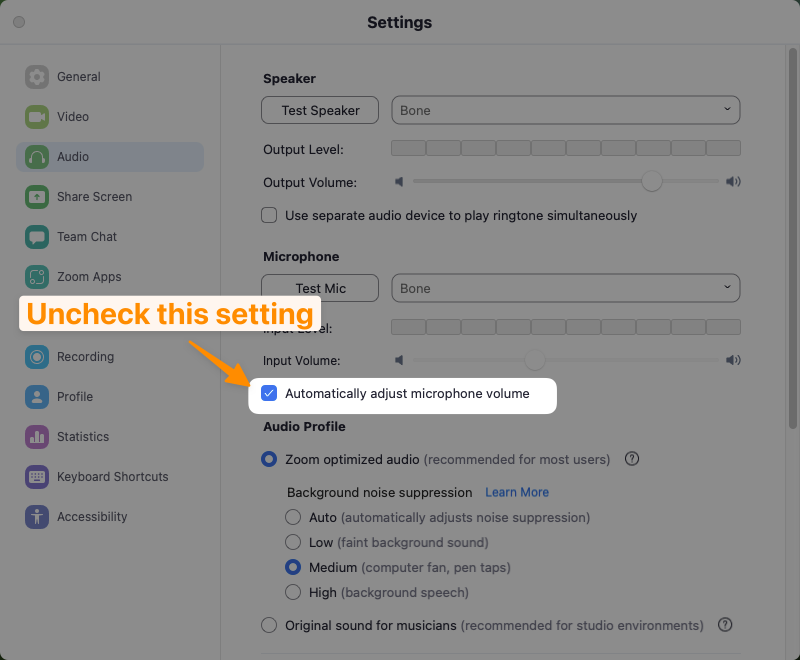 Settings
General
Video
Audio
Share Screen
Team Chat
Zoom Apps
Uncheck this setting
Recording
Profile
Statistics
Keyboard Shortcuts
Accessibility
Speaker
Test Speaker Bone
Output Level:
Output Volume:
Use separate audio device to play ringtone simultaneously
Microphone
Test Mic Bone
Input Level:
Input Volume:
Automatically adjust microphone volume
Audio Profile
Zoom optimized audio (recommended for most users) ?
Background noise suppression Learn More
Auto (automatically adjusts noise suppression)
Low (faint background sound)
Medium (computer fan, pen taps)
High (background speech)
Original sound for musicians (recommended for studio environments) ?